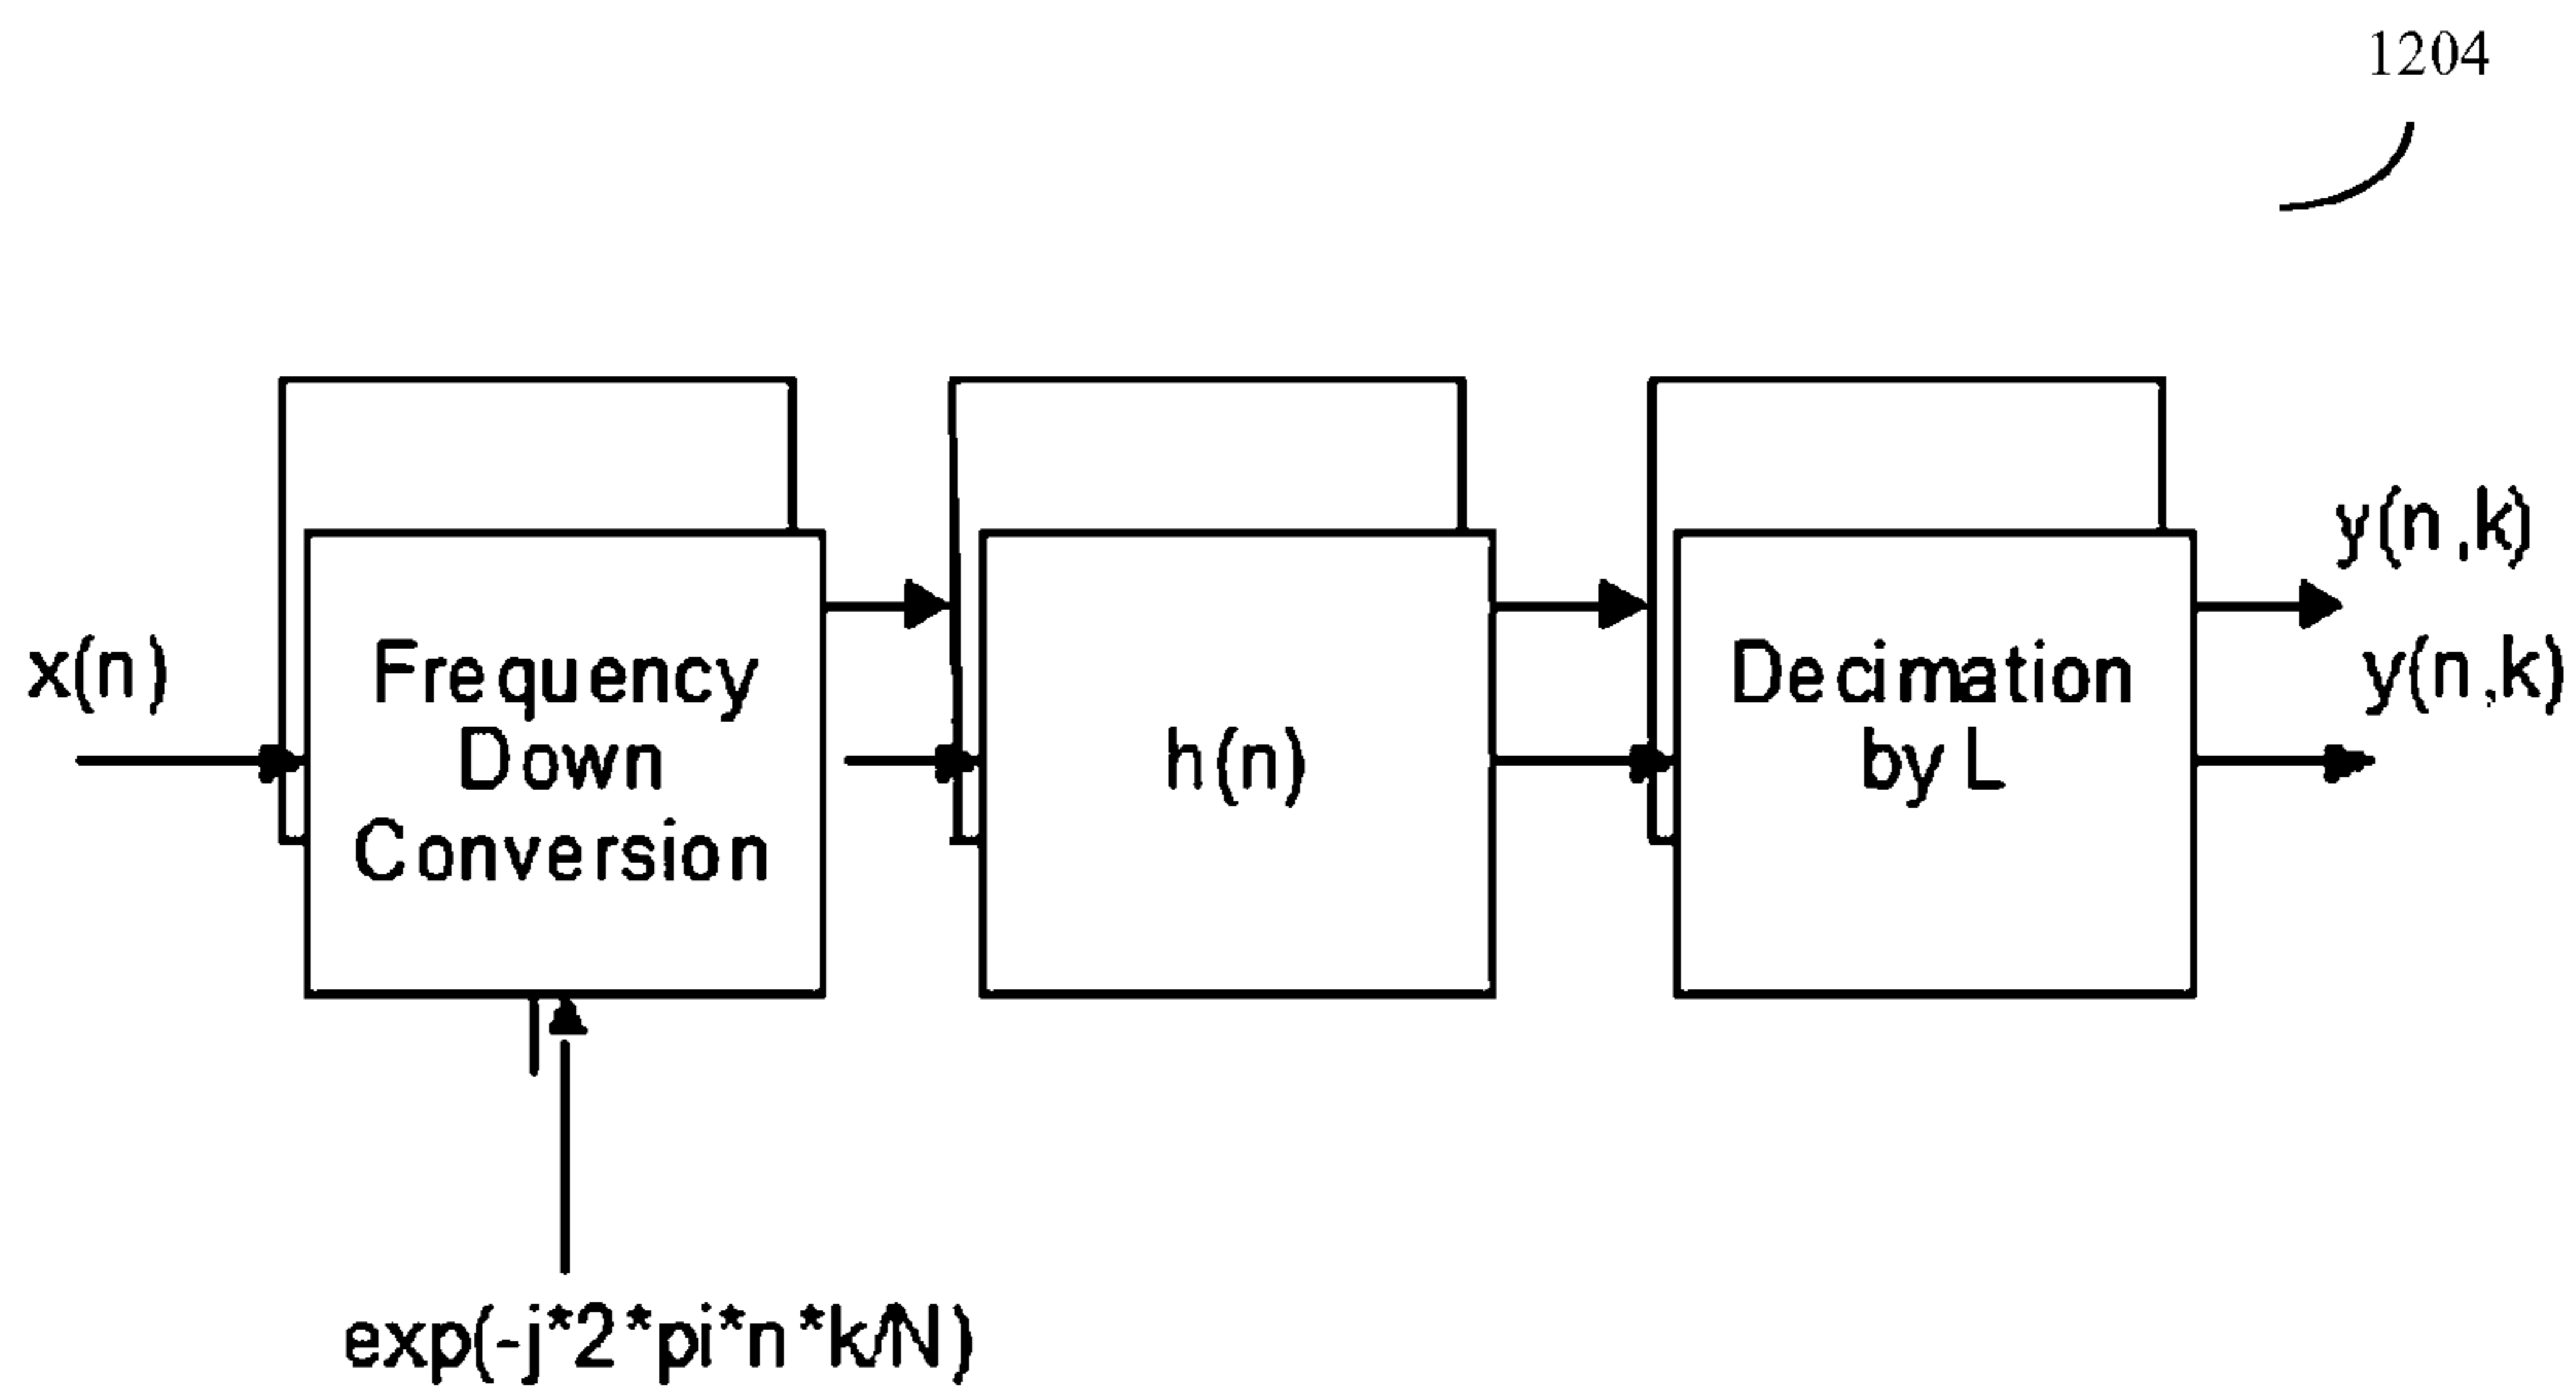 1204
y(n,k)
x(n)
Frequency
Down
Conversion
h(n)
Decimation
by L
y(n,k)
exp(-j*2*pi*n*k/N)